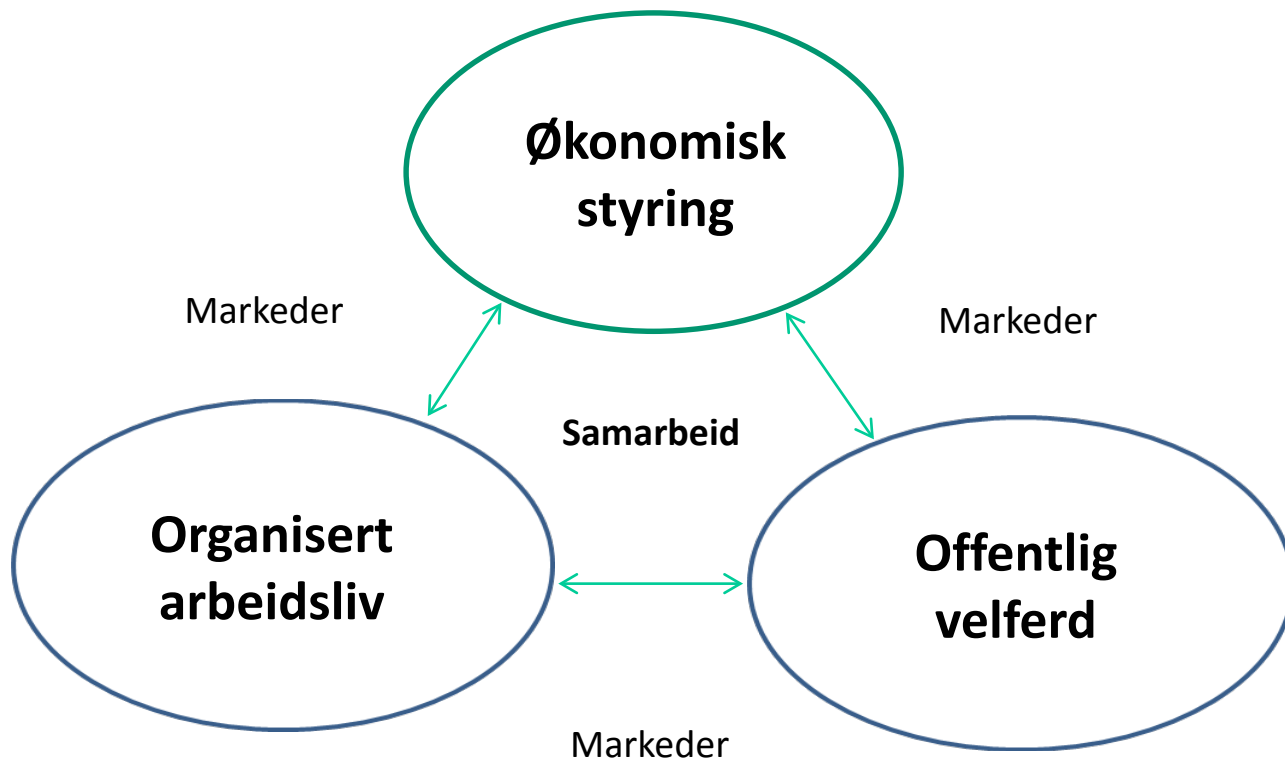 Økonomisk
styring
Markeder
Markeder
Samarbeid
Organisert
arbeidsliv
Offentlig
velferd
Markeder